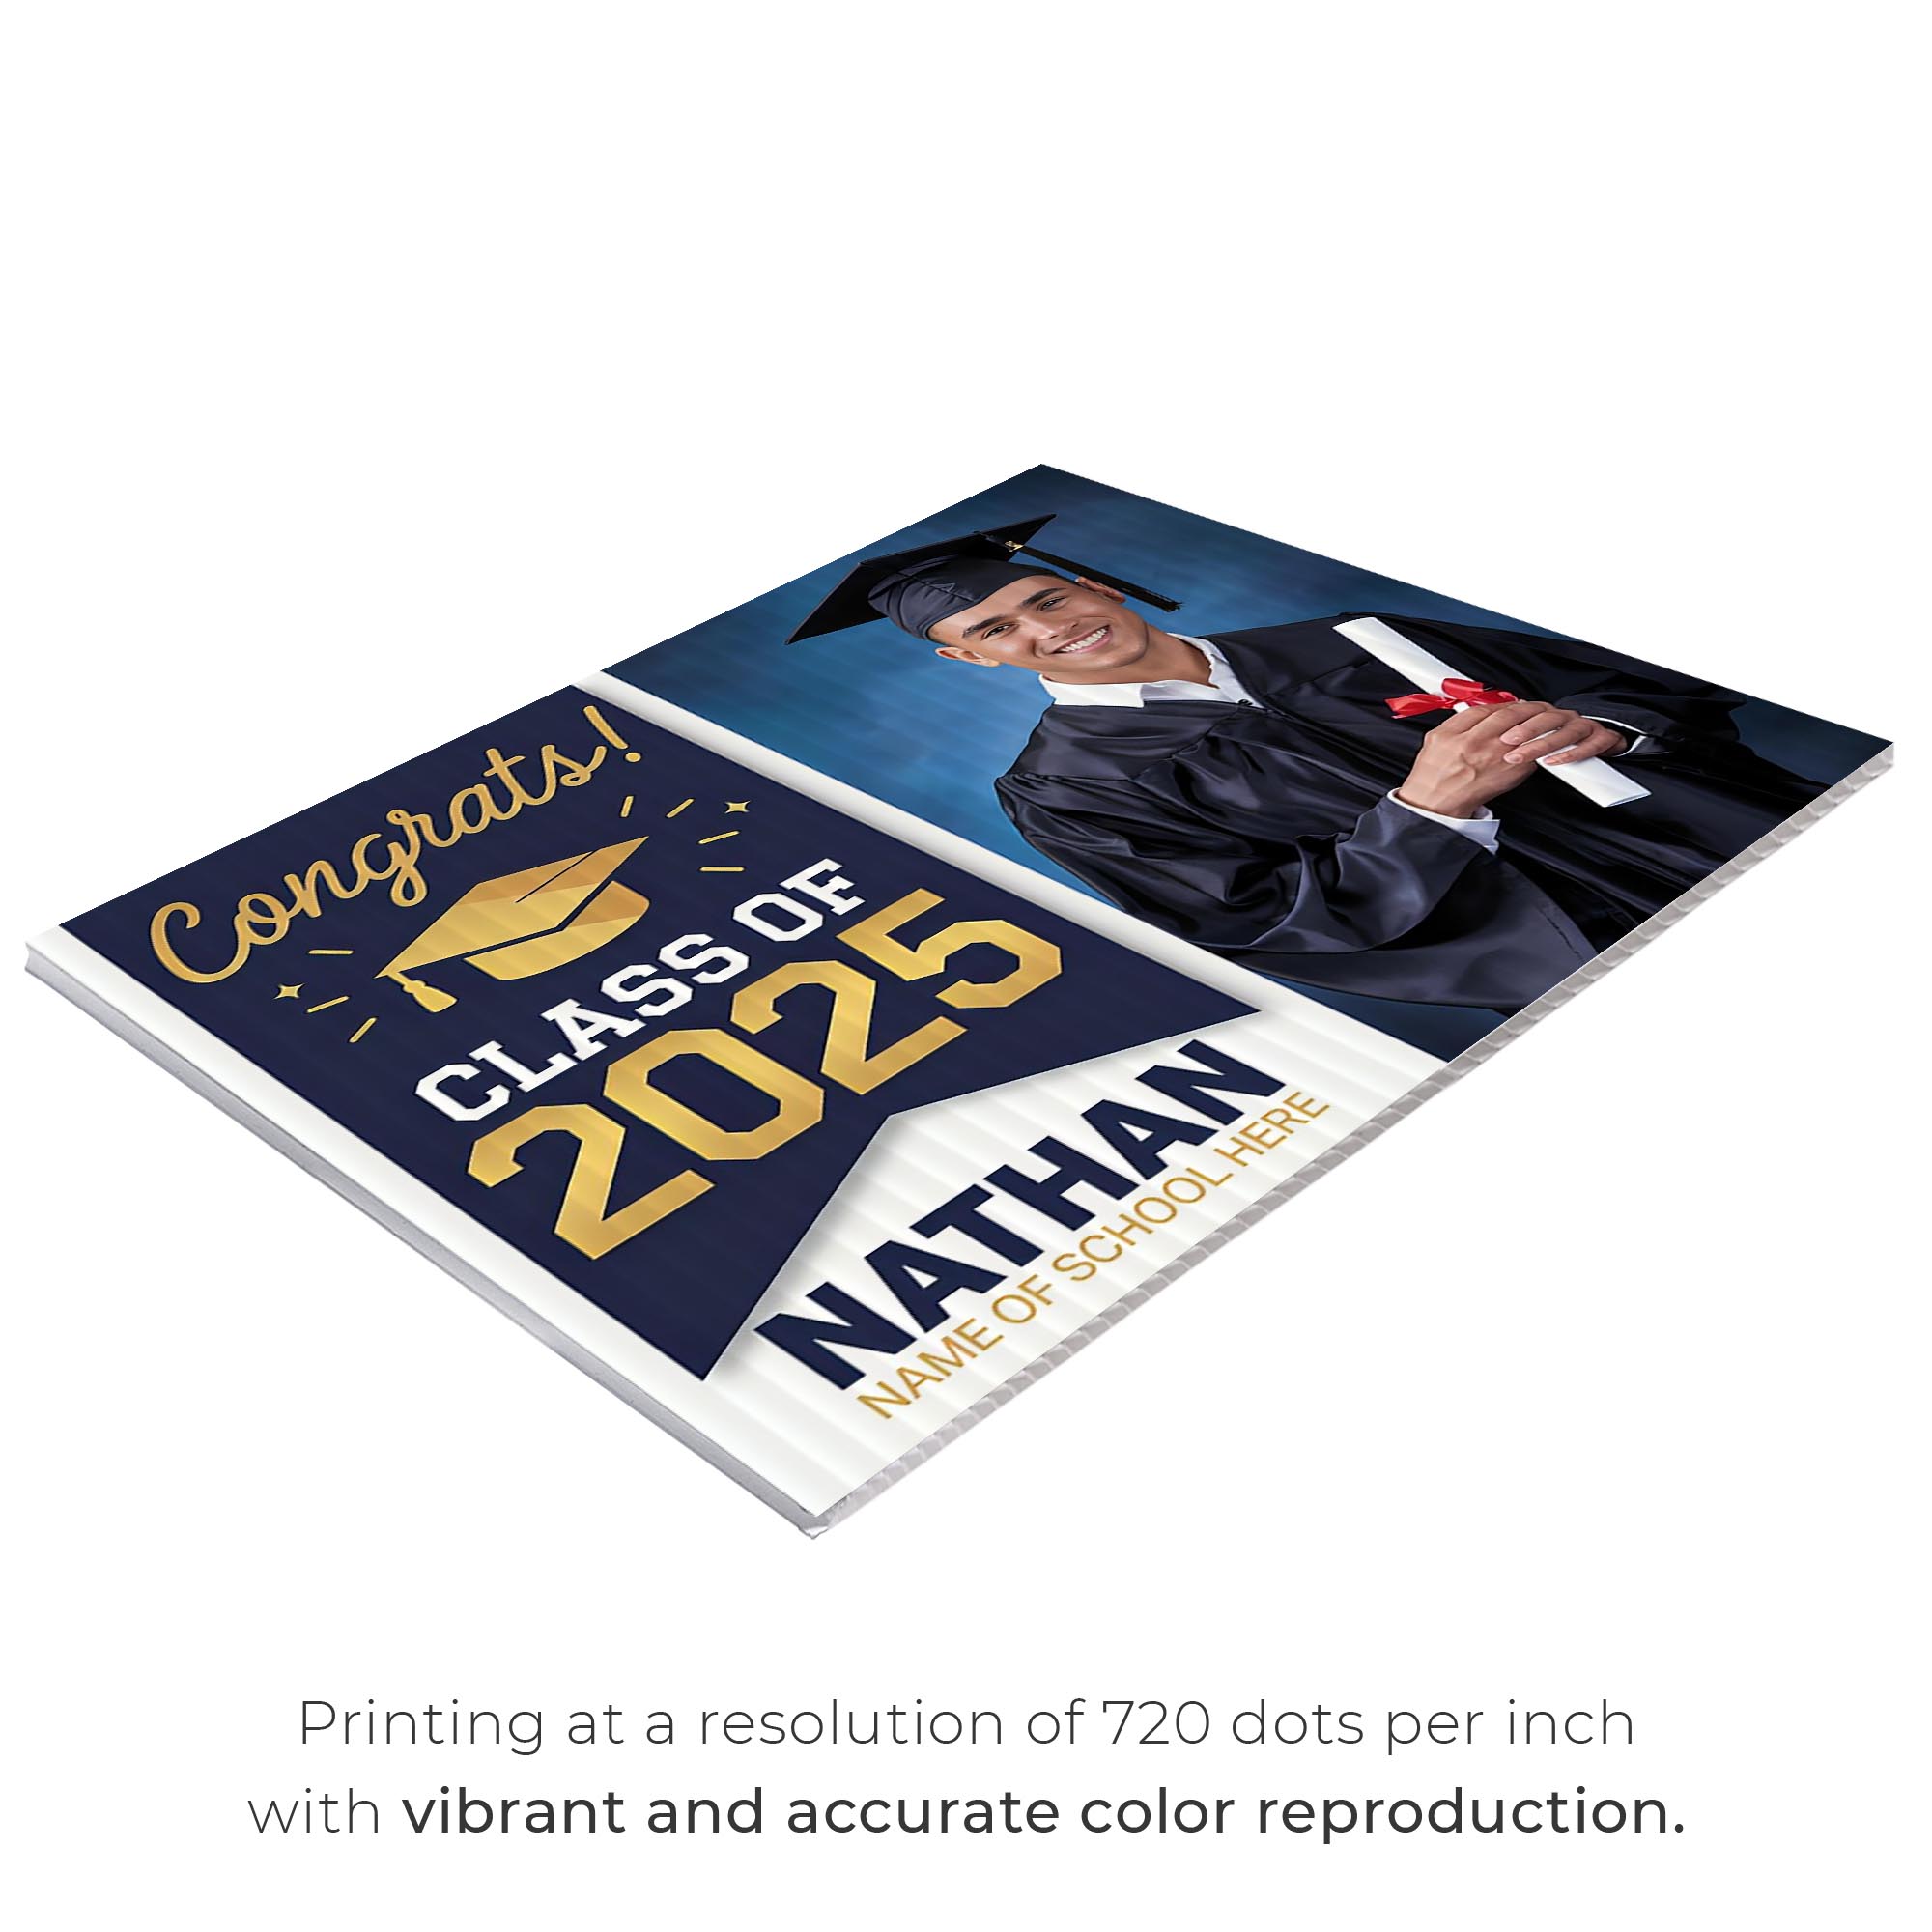 Congrats!
CLASS OF
2025
NATHAN
NAME OF SCHOOL HERE
Printing at a resolution of 720 dots per inch
with vibrant and accurate color reproduction.